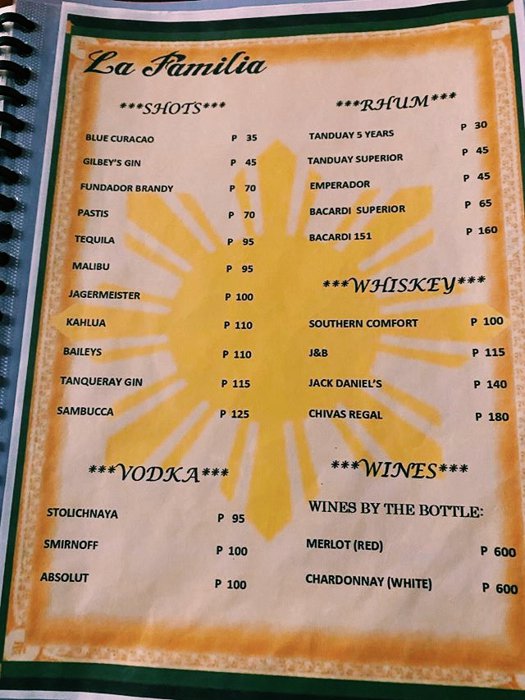 La Familia
***SHOTS***
BLUE CURACAO P 35
GILBEY'S GIN P 45
FUNDADOR BRANDY P 70
PASTIS P 70
TEQUILA P 95
MALIBU P 95
JAGERMEISTER P 100
KAHLUA P 110
BAILEYS P 110
TANQUERAY GIN P 115
SAMBUCCA P 125
***VODKA***
STOLICHNAYA P 95
SMIRNOFF P 100
ABSOLUT P 100
***RHUM***
TANDUAY 5 YEARS P 30
TANDUAY SUPERIOR P 45
EMPERADOR P 45
BACARDI SUPERIOR P 65
BACARDI 151 P 160
***WHISKEY***
SOUTHERN COMFORT P 100
J&B P 115
JACK DANIEL'S P 140
CHIVAS REGAL P 180
***WINES***
WINES BY THE BOTTLE:
MERLOT (RED) P 600
CHARDONNAY (WHITE) P 600